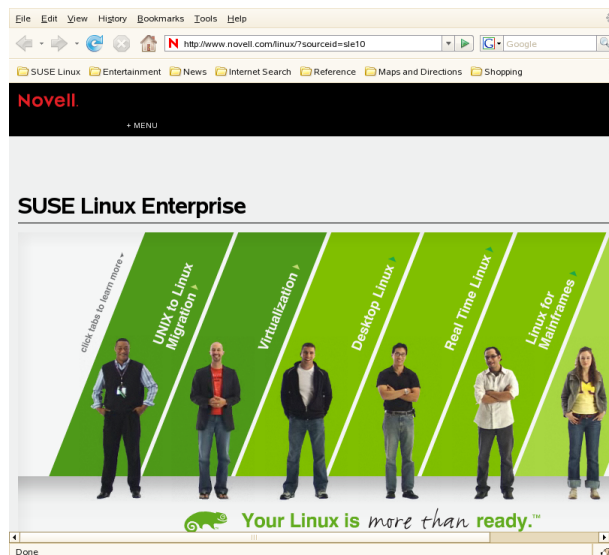 File Edit View History Bookmarks Tools Help
N http://www.novell.com/linux/?sourceid=sle10 G Google
SUSE Linux Entertainment News Internet Search Reference Maps and Directions Shopping
Novell.
+ MENU
SUSE Linux Enterprise
click tabs to learn more
UNIX to Linux
Migration
Virtualization
Desktop Linux
Real Time Linux
Linux for
Mainframes
Your Linux is more than ready.™
Done